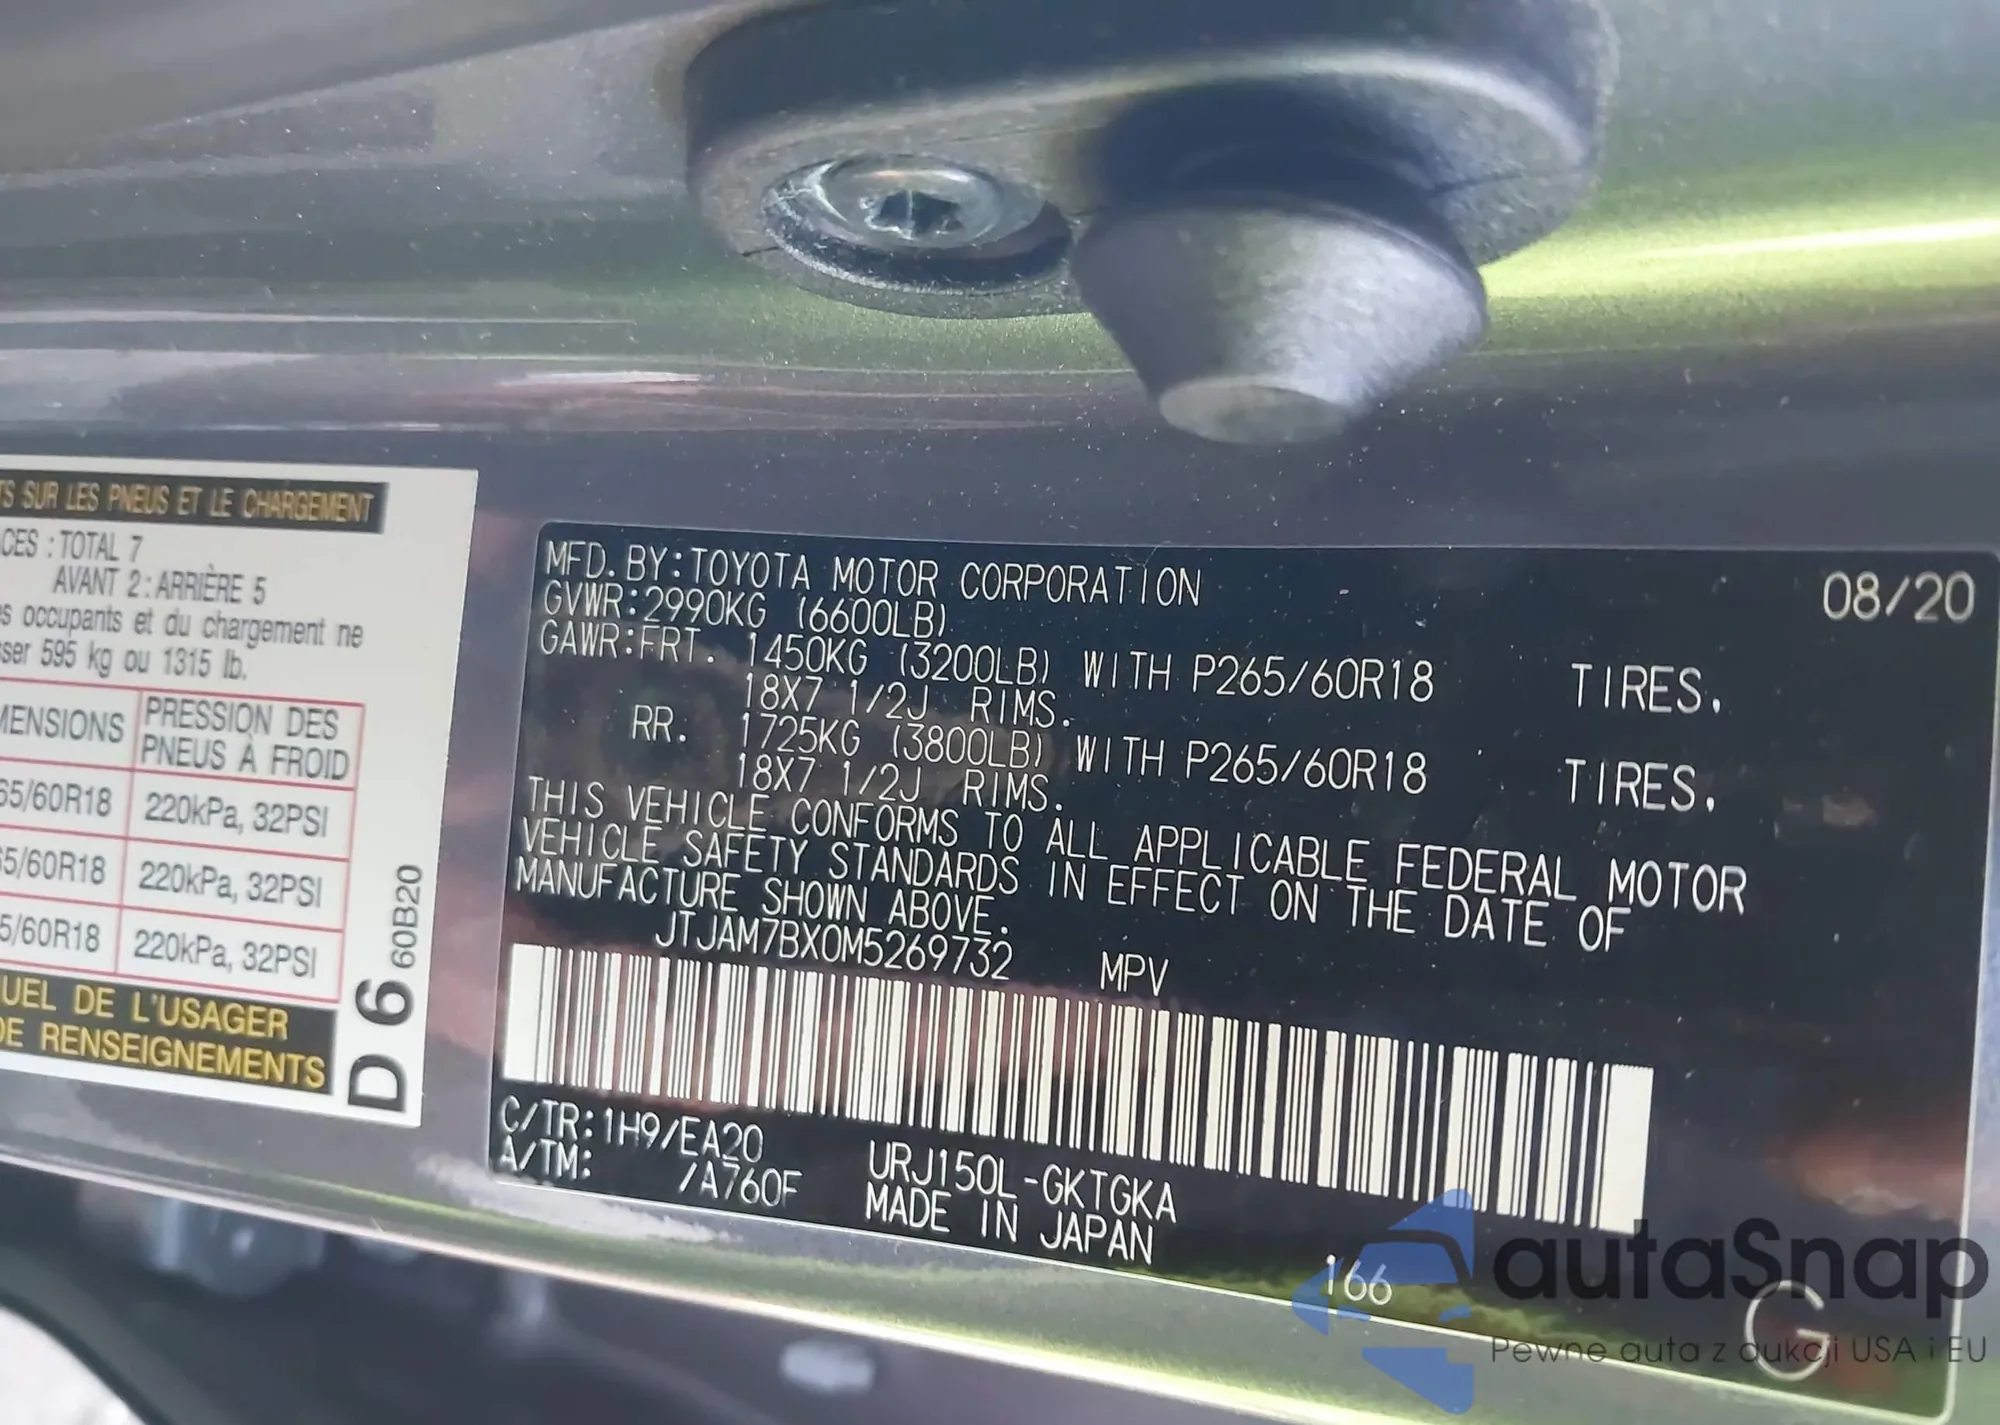 TS SUR LES PNEUS ET LE CHARGEMENT
CES : TOTAL 7
AVANT 2 : ARRIÈRE 5
s occupants et du chargement ne
sser 595 kg ou 1315 lb.
MENSIONS
PRESSION DES
PNEUS À FROID
65/60R18 220kPa, 32PSI
65/60R18 220kPa, 32PSI
5/60R18 220kPa, 32PSI
UEL DE L'USAGER
DE RENSEIGNEMENTS
D 6 60B20
MFD. BY:TOYOTA MOTOR CORPORATION 08/20
GVWR:2990KG (6600LB)
GAWR:FRT. 1450KG (3200LB) WITH P265/60R18 TIRES,
18X7 1/2J RIMS.
RR. 1725KG (3800LB) WITH P265/60R18 TIRES,
18X7 1/2J RIMS.
THIS VEHICLE CONFORMS TO ALL APPLICABLE FEDERAL MOTOR
VEHICLE SAFETY STANDARDS IN EFFECT ON THE DATE OF
MANUFACTURE SHOWN ABOVE.
JTJAM7BX0M5269732 MPV
C/TR:1H9/EA20 URJ150L-GKTGKA
A/TM: /A760F MADE IN JAPAN
166
G
autaSnap
Pewne auta z aukcji USA i EU